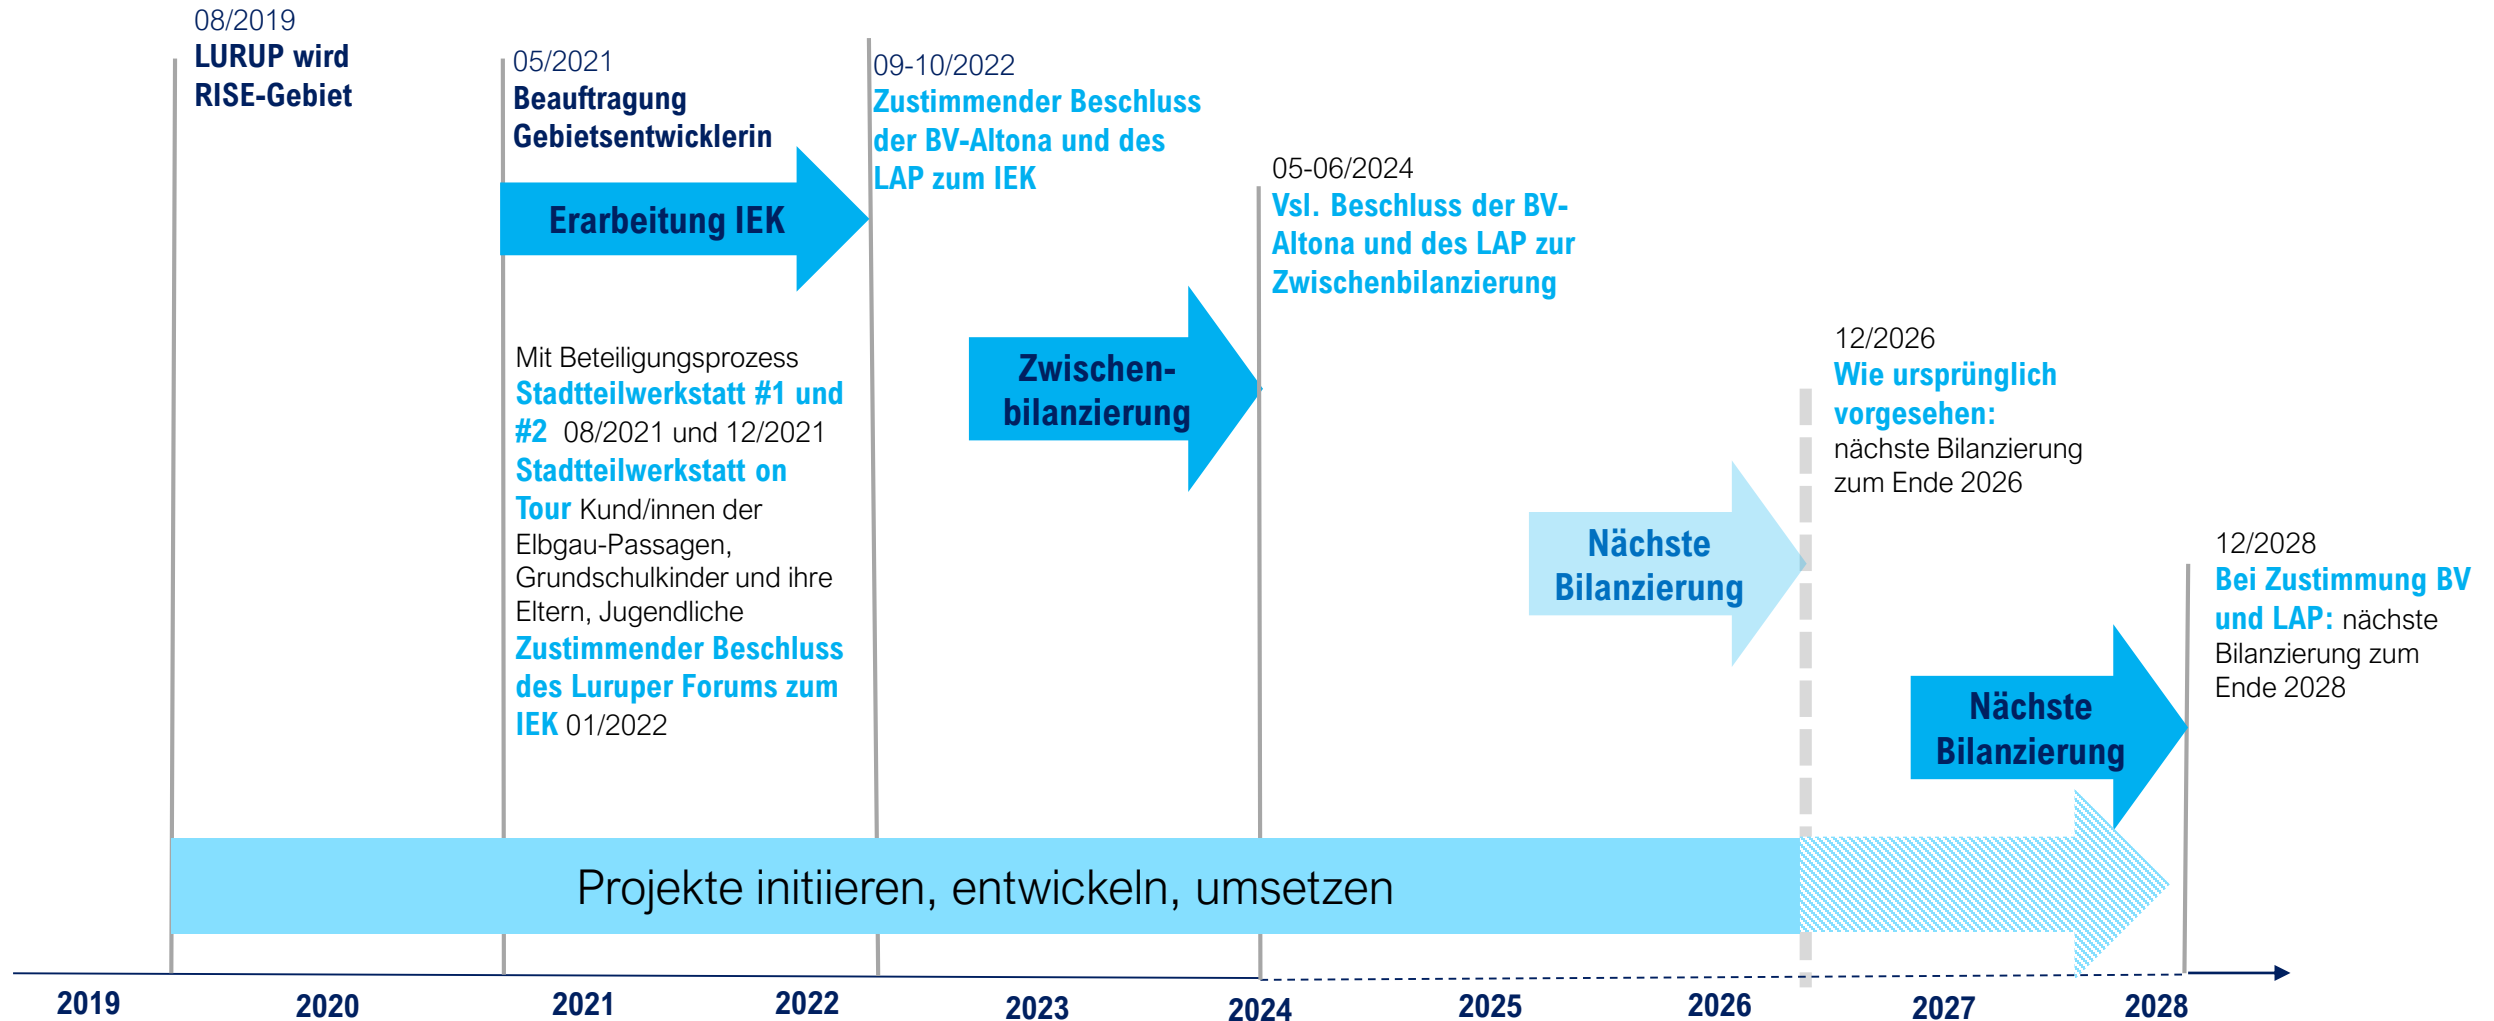 08/2019
LURUP wird
RISE-Gebiet
05/2021
Beauftragung
Gebietsentwicklerin
09-10/2022
Zustimmender Beschluss
der BV-Altona und des
LAP zum IEK
05-06/2024
Vsl. Beschluss der BV-
Altona und des LAP zur
Zwischenbilanzierung
12/2026
Wie ursprünglich
vorgesehen:
nächste Bilanzierung
zum Ende 2026
12/2028
Bei Zustimmung BV
und LAP: nächste
Bilanzierung zum
Ende 2028
Erarbeitung IEK
Mit Beteiligungsprozess
Stadtteilwerkstatt #1 und
#2 08/2021 und 12/2021
Stadtteilwerkstatt on
Tour Kund/innen der
Elbgau-Passagen,
Grundschulkinder und ihre
Eltern, Jugendliche
Zustimmender Beschluss
des Luruper Forums zum
IEK 01/2022
Zwischen-
bilanzierung
Nächste
Bilanzierung
Nächste
Bilanzierung
Projekte initiieren, entwickeln, umsetzen
2019
2020
2021
2022
2023
2024
2025
2026
2027
2028